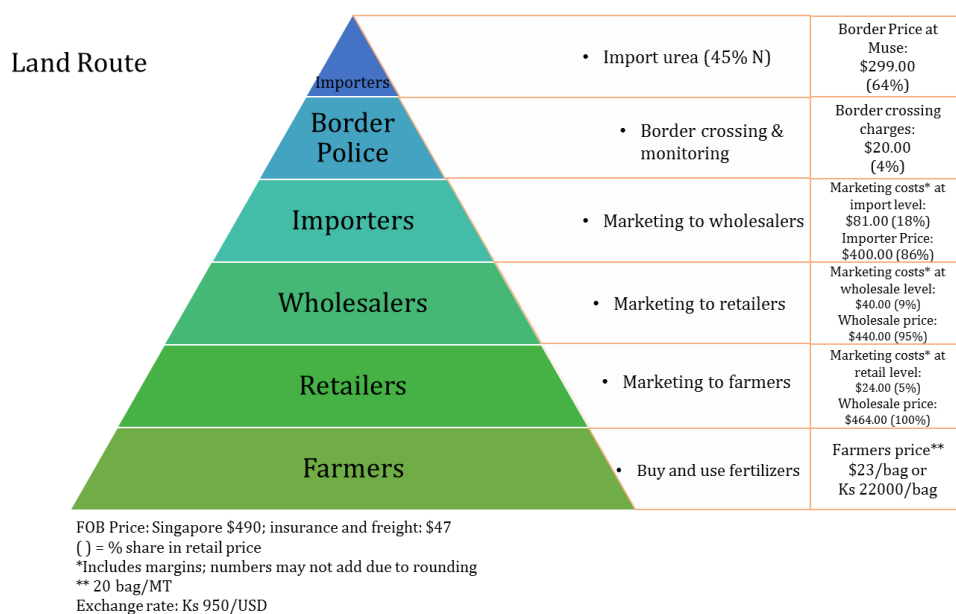 Land Route
Importers
• Import urea (45% N)
Border Price at
Muse:
$299.00
(64%)
Border
Police
• Border crossing &
monitoring
Border crossing
charges:
$20.00
(4%)
Importers
• Marketing to wholesalers
Marketing costs* at
import level:
$81.00 (18%)
Importer Price:
$400.00 (86%)
Wholesalers
• Marketing to retailers
Marketing costs* at
wholesale level:
$40.00 (9%)
Wholesale price:
$440.00 (95%)
Retailers
• Marketing to farmers
Marketing costs* at
retail level:
$24.00 (5%)
Wholesale price:
$464.00 (100%)
Farmers
• Buy and use fertilizers
Farmers price**
$23/bag or
Ks 22000/bag
FOB Price: Singapore $490; insurance and freight: $47
( ) = % share in retail price
*Includes margins; numbers may not add due to rounding
** 20 bag/MT
Exchange rate: Ks 950/USD